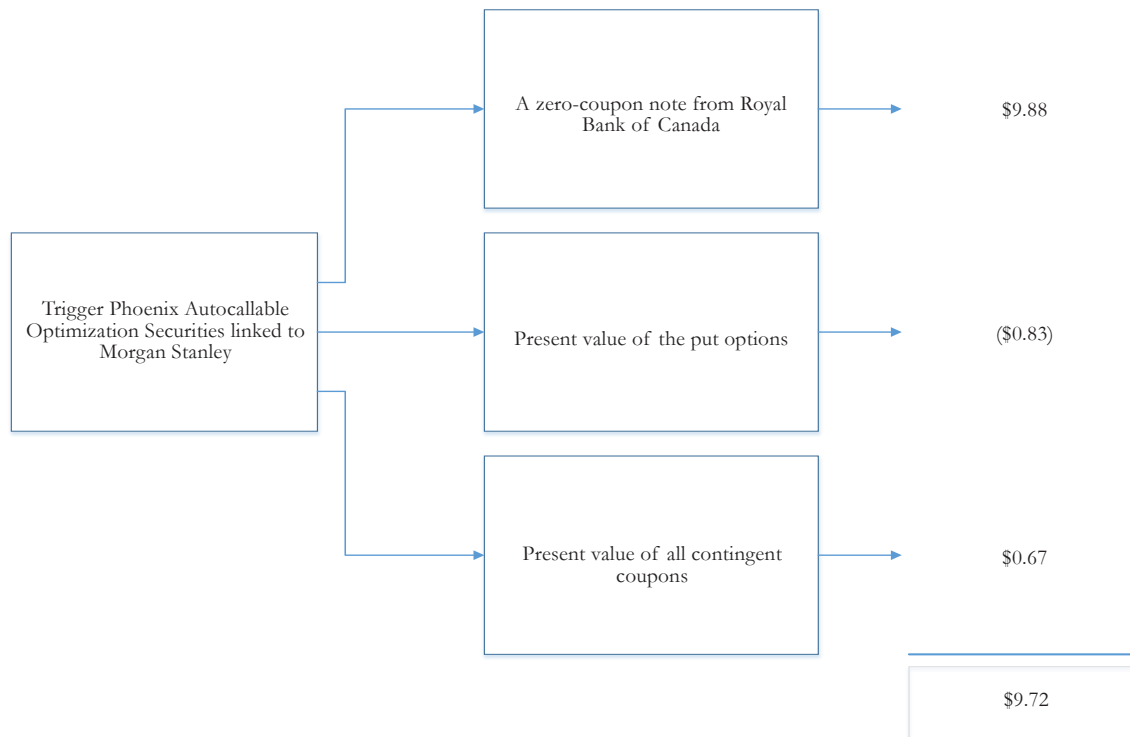 A zero-coupon note from Royal
Bank of Canada
$9.88
Trigger Phoenix Autocallable
Optimization Securities linked to
Morgan Stanley
Present value of the put options
($0.83)
Present value of all contingent
coupons
$0.67
$9.72